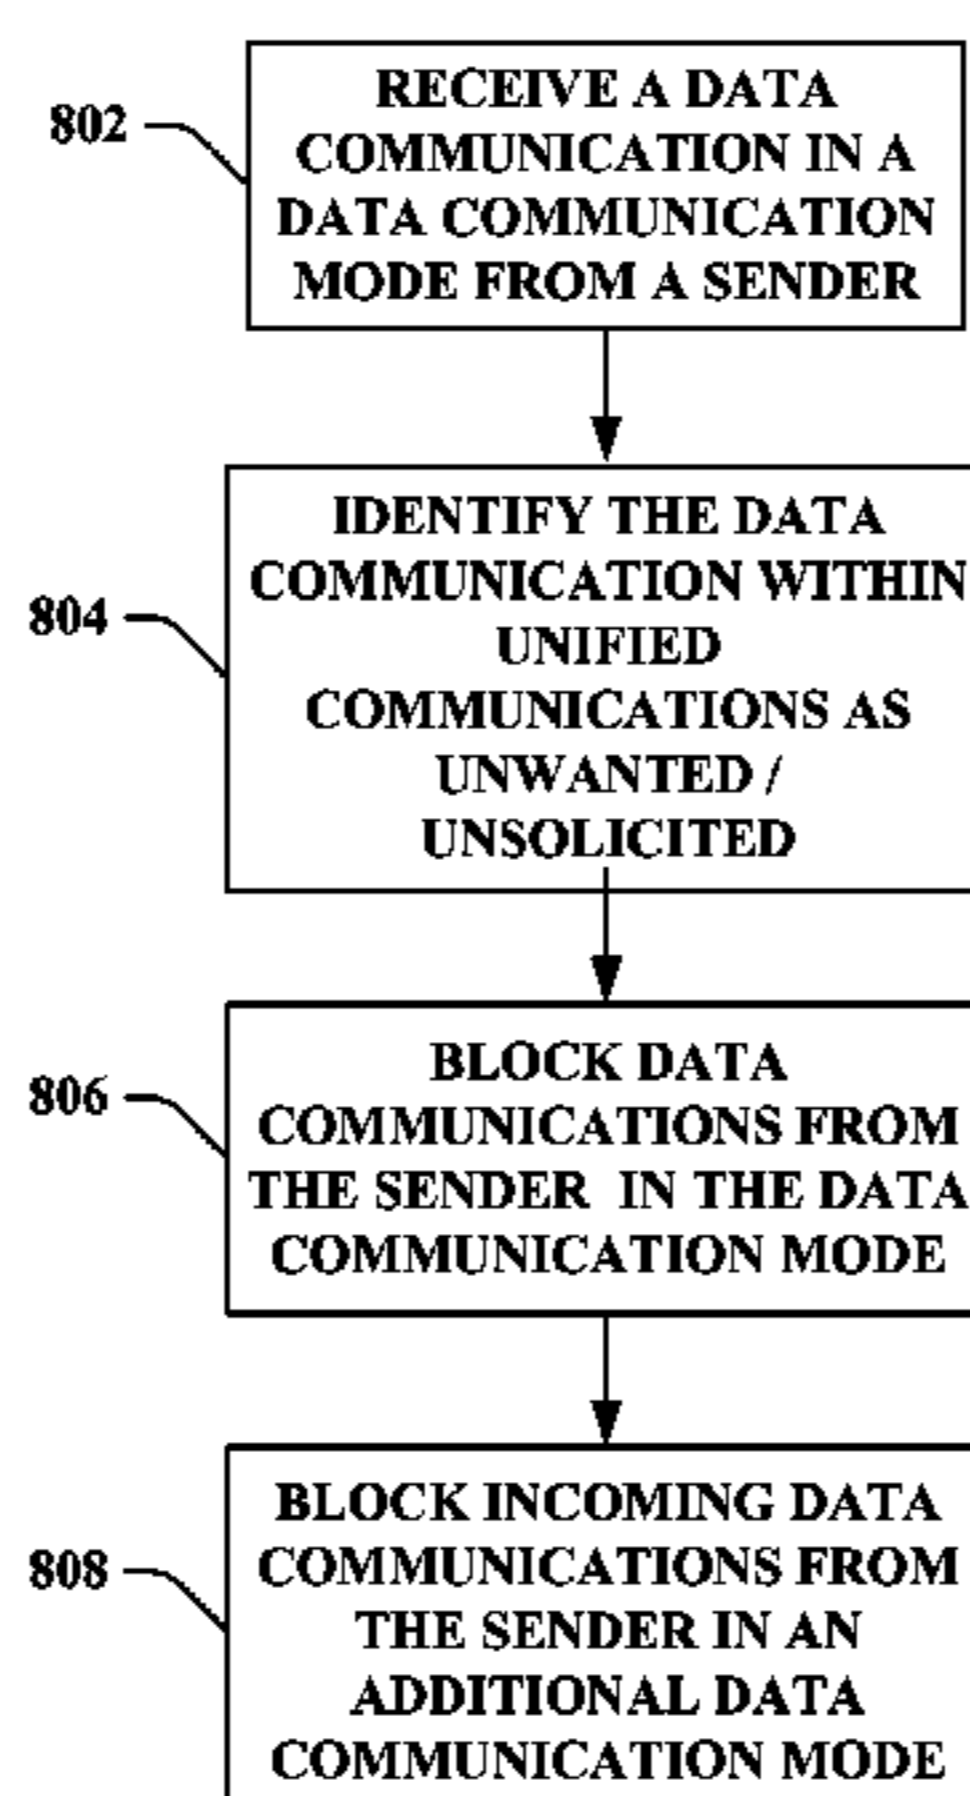 802
RECEIVE A DATA
COMMUNICATION IN A
DATA COMMUNICATION
MODE FROM A SENDER
804
IDENTIFY THE DATA
COMMUNICATION WITHIN
UNIFIED
COMMUNICATIONS AS
UNWANTED /
UNSOLICITED
806
BLOCK DATA
COMMUNICATIONS FROM
THE SENDER IN THE DATA
COMMUNICATION MODE
808
BLOCK INCOMING DATA
COMMUNICATIONS FROM
THE SENDER IN AN
ADDITIONAL DATA
COMMUNICATION MODE